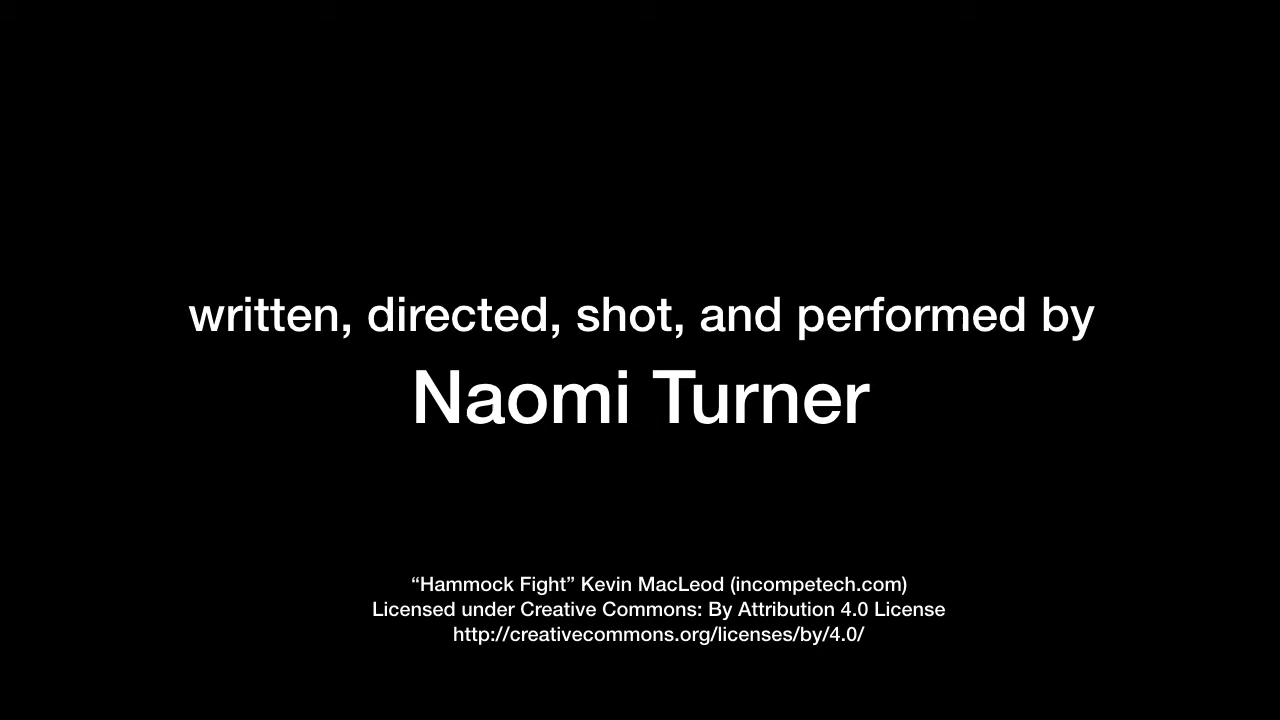 written, directed, shot, and performed by
Naomi Turner
“Hammock Fight” Kevin MacLeod (incompetech.com)
Licensed under Creative Commons: By Attribution 4.0 License
http://creativecommons.org/licenses/by/4.0/